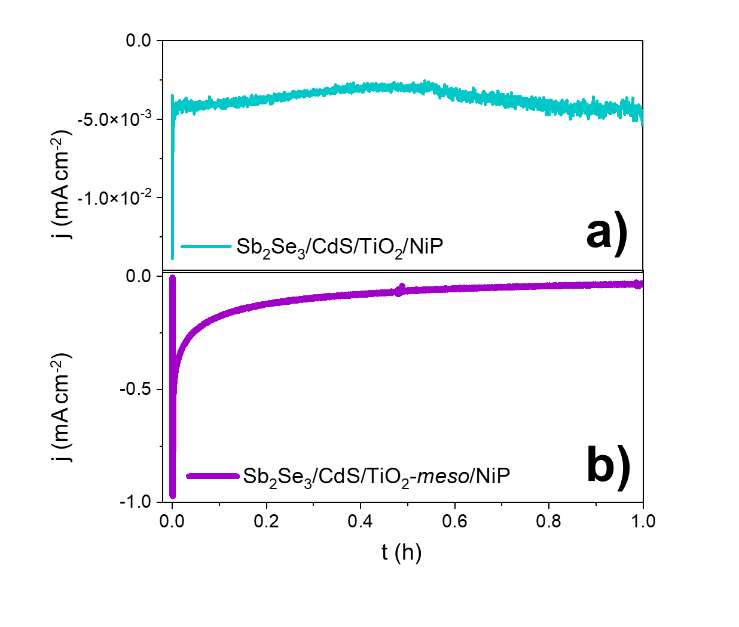 0.0
-5.0×10⁻³
-1.0×10⁻²
j (mA cm⁻²)
Sb₂Se₃/CdS/TiO₂/NiP
a)
0.0
-0.5
-1.0
j (mA cm⁻²)
Sb₂Se₃/CdS/TiO₂-meso/NiP
b)
0.0 0.2 0.4 0.6 0.8 1.0
t (h)